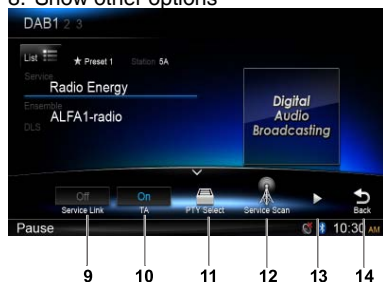 8. Show other options
DAB1 2 3
List ★ Preset 1 Station 5A
Service
Radio Energy
Ensemble
ALFA1-radio
DLS
Digital
Audio
Broadcasting
Off On
Service Link TA PTY Select Service Scan Back
Pause 10:30 AM
9 10 11 12 13 14